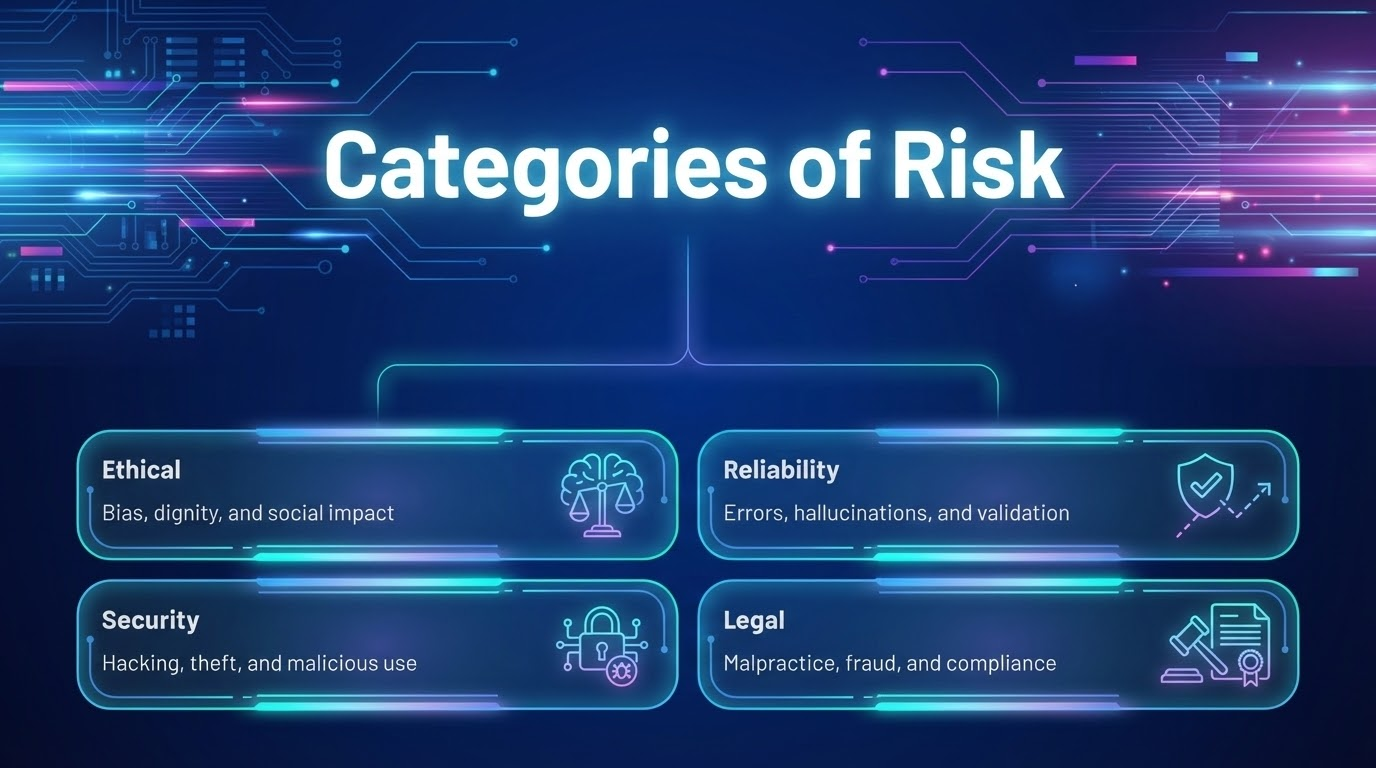 Categories of Risk
Ethical
Bias, dignity, and social impact
Reliability
Errors, hallucinations, and validation
Security
Hacking, theft, and malicious use
Legal
Malpractice, fraud, and compliance